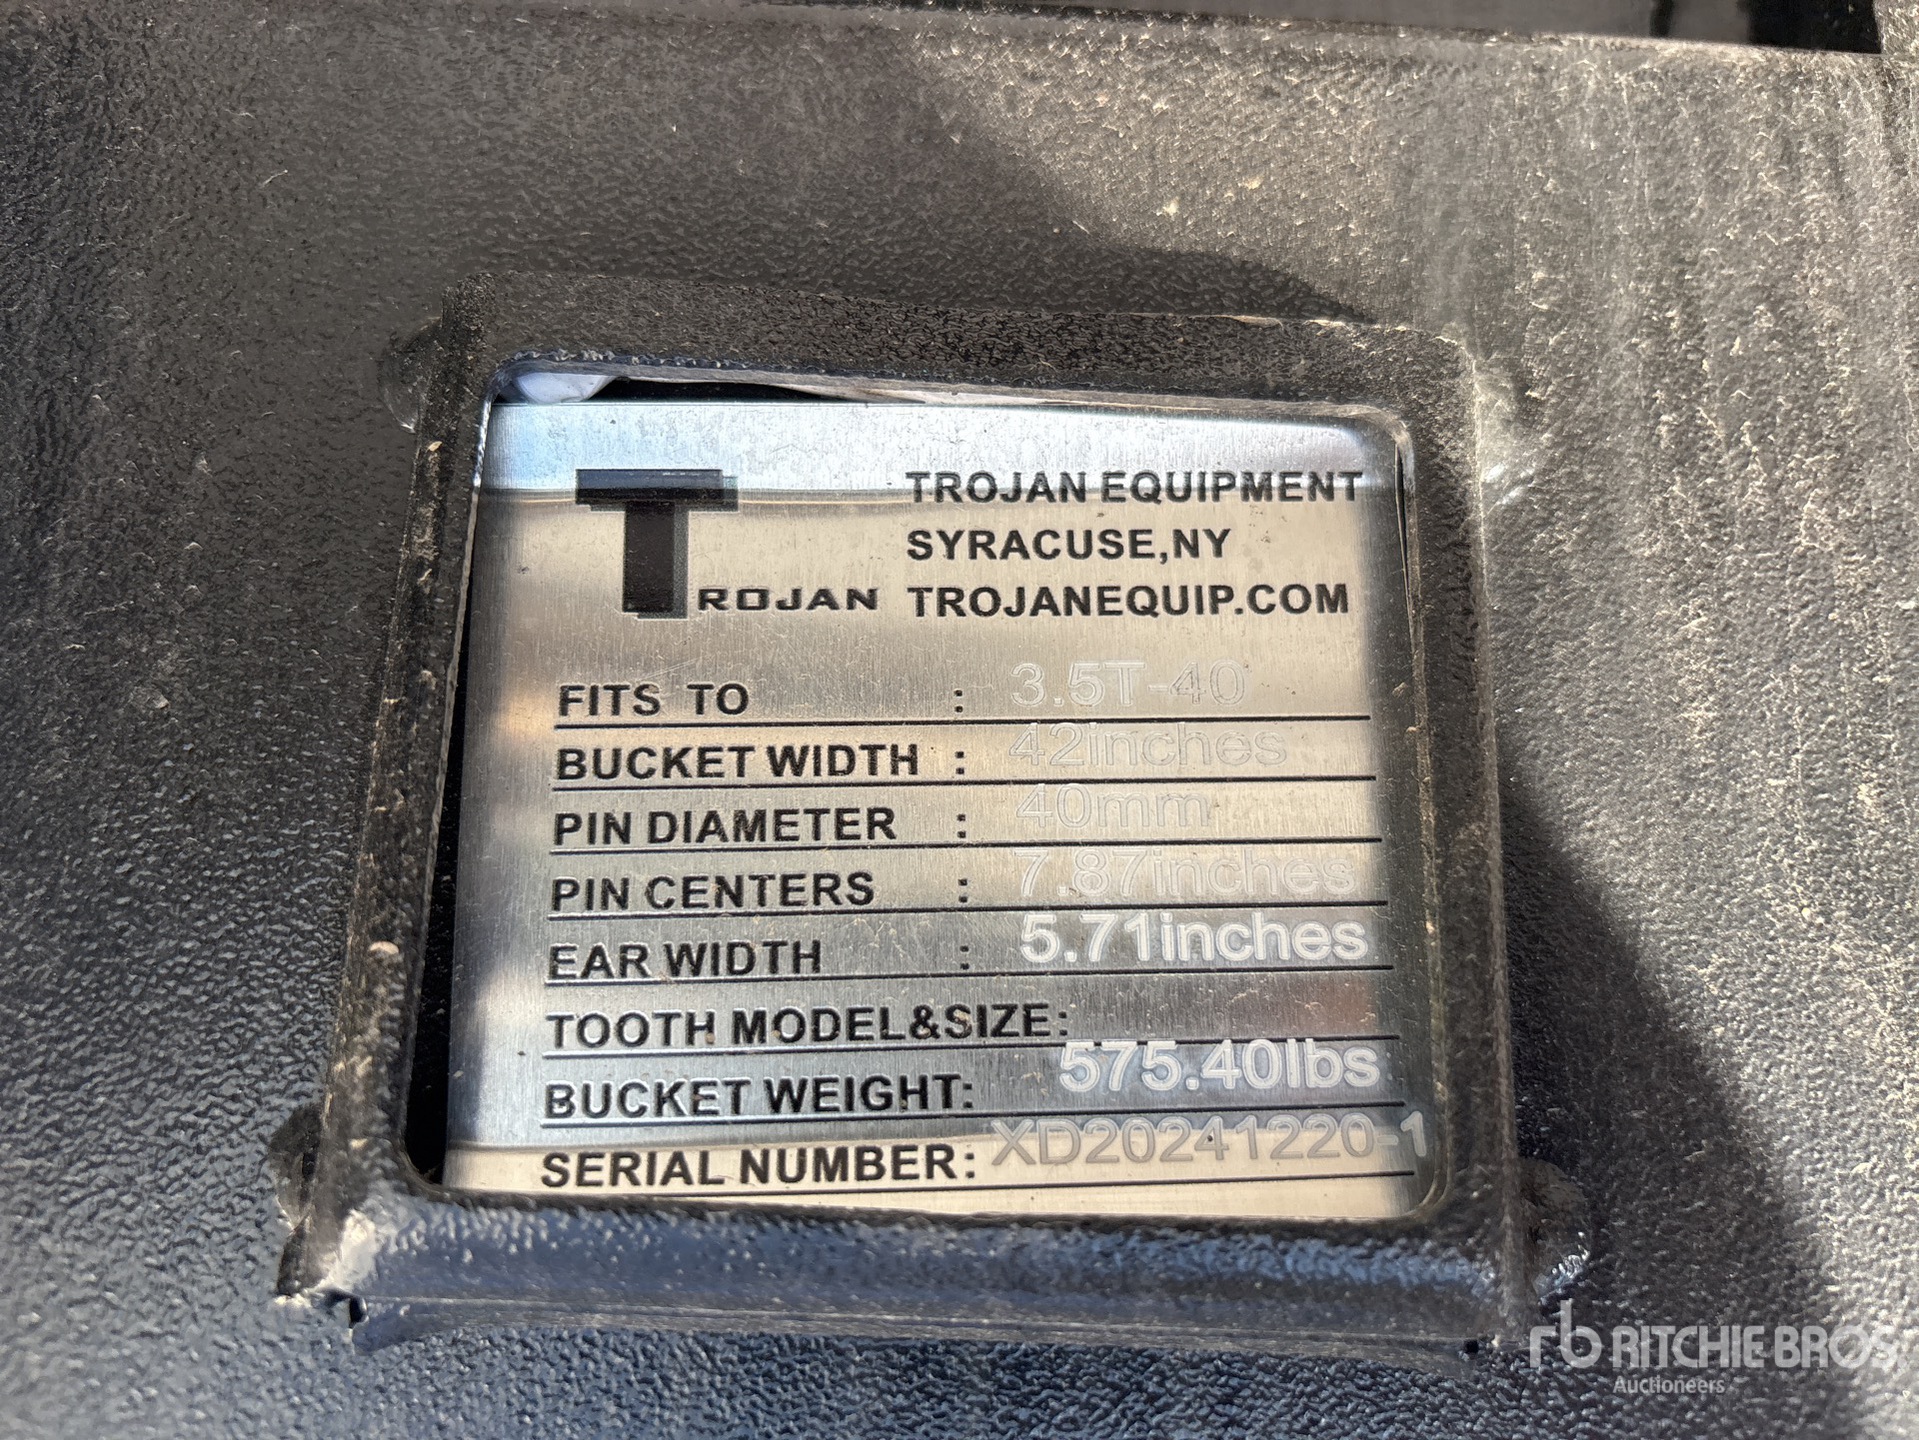 TROJAN
TROJAN EQUIPMENT
SYRACUSE,NY
TROJANEQUIP.COM
FITS TO : 3.5T-40
BUCKET WIDTH : 42inches
PIN DIAMETER : 40mm
PIN CENTERS : 7.87inches
EAR WIDTH : 5.71inches
TOOTH MODEL&SIZE:
BUCKET WEIGHT: 575.40lbs
SERIAL NUMBER: XD20241220-1
rb RITCHIE BROS.
Auctioneers